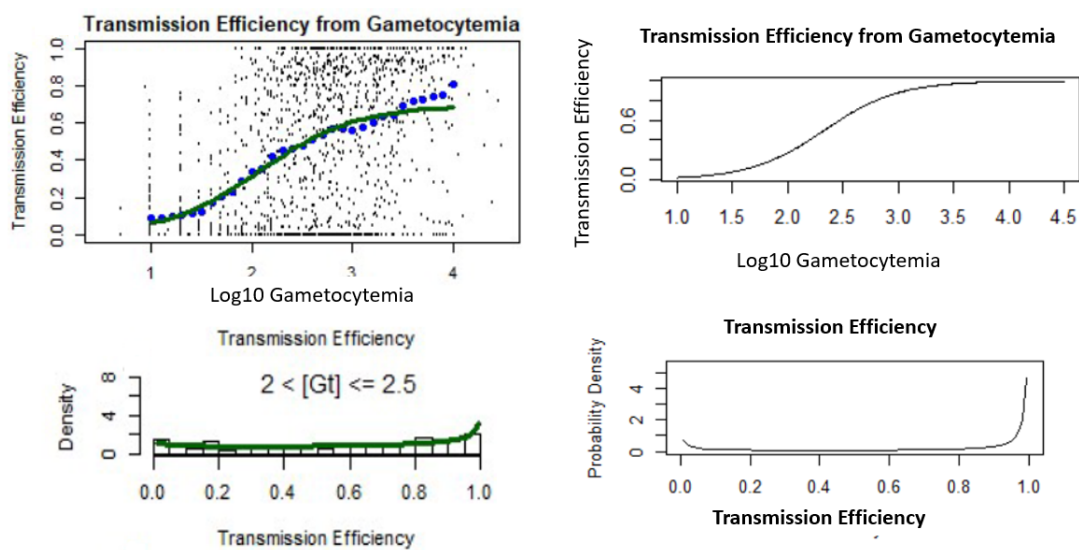 Transmission Efficiency from Gametocytemia
Transmission Efficiency
0.0 0.2 0.4 0.6 0.8 1.0
1 2 3 4
Log10 Gametocytemia
Transmission Efficiency from Gametocytemia
Transmission Efficiency
0.0 0.6
1.0 1.5 2.0 2.5 3.0 3.5 4.0 4.5
Log10 Gametocytemia
Transmission Efficiency
2 < [Gt] <= 2.5
Density
0 4 8
0.0 0.2 0.4 0.6 0.8 1.0
Transmission Efficiency
Transmission Efficiency
Probability Density
0 2 4
0.0 0.2 0.4 0.6 0.8 1.0
Transmission Efficiency